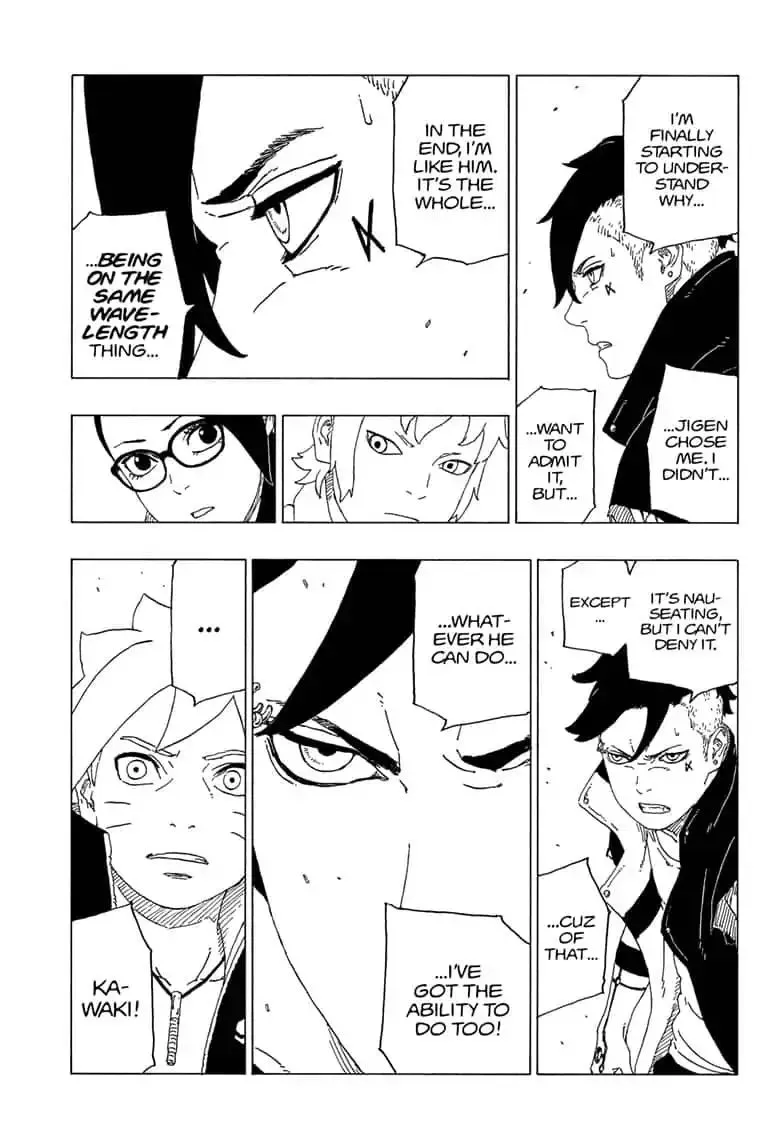 I'M
FINALLY
STARTING
TO UNDER-
STAND
WHY...
...JIGEN
CHOSE
ME. I
DIDN'T...
...WANT
TO
ADMIT
IT,
BUT...
IN THE
END, I'M
LIKE HIM.
IT'S THE
WHOLE...
...BEING
ON THE
SAME
WAVE-
LENGTH
THING...
IT'S NAU-
SEATING,
BUT I CAN'T
DENY IT.
EXCEPT
...
...CUZ
OF
THAT...
...WHAT-
EVER HE
CAN DO...
...I'VE
GOT THE
ABILITY TO
DO TOO!
...
KA-
WAKI!